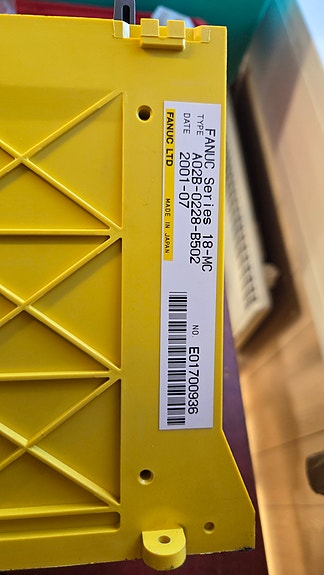 FANUC Series 18-MC
TYPE A02B-0228-B502
DATE 2001-07
FANUC LTD MADE IN JAPAN
NO. E01700936